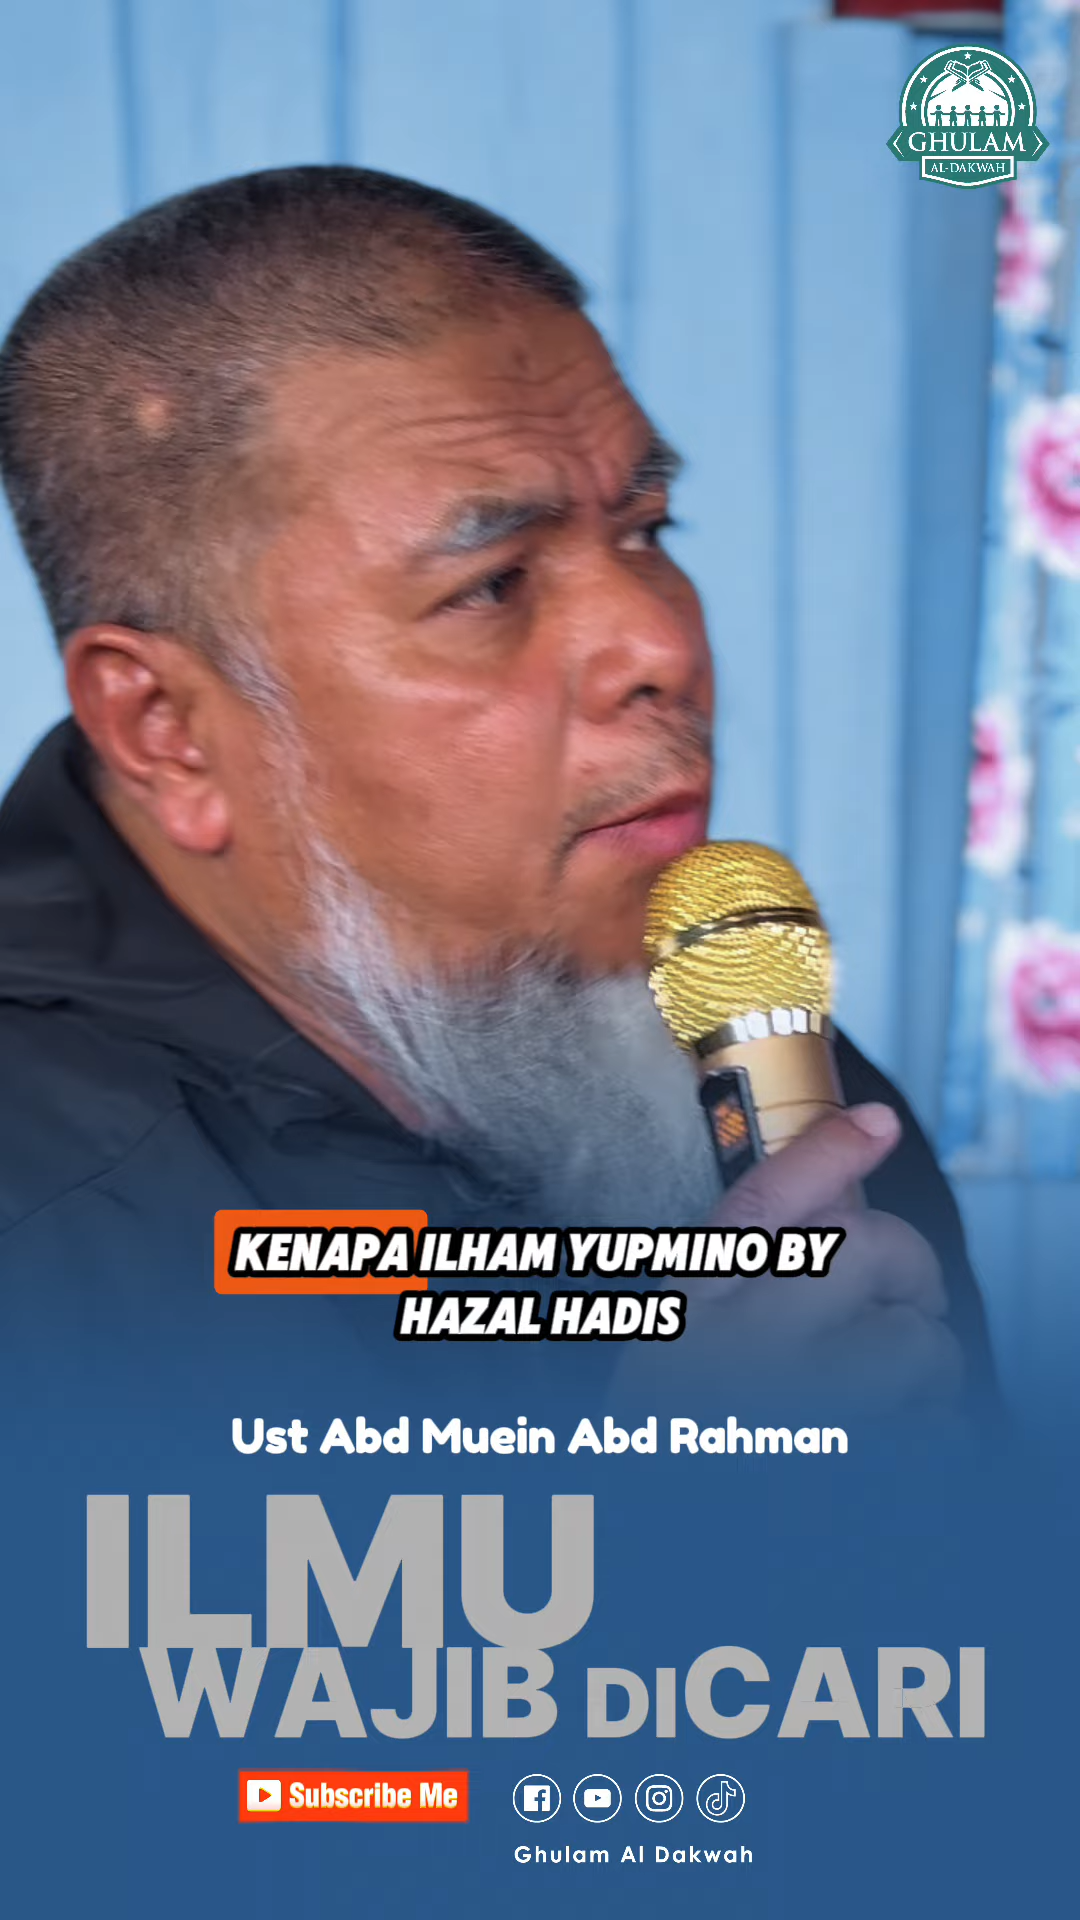 GHULAM
AL-DAKWAH
KENAPA ILHAM YUPMINO BY
HAZAL HADIS
Ust Abd Muein Abd Rahman
ILMU
WAJIB DICARI
Subscribe Me
Ghulam Al Dakwah